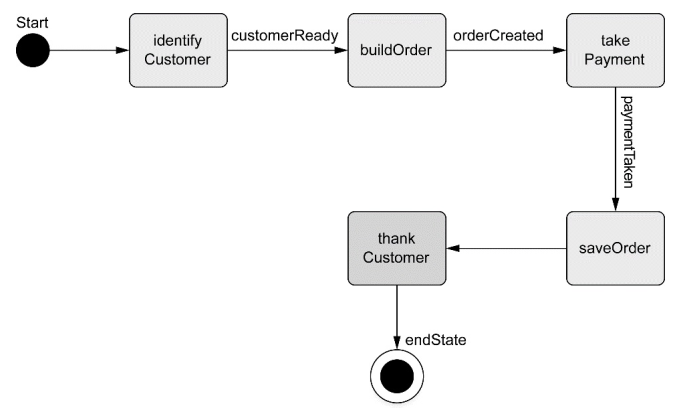 Start
identify
Customer
customerReady
buildOrder
orderCreated
take
Payment
paymentTaken
thank
Customer
saveOrder
endState